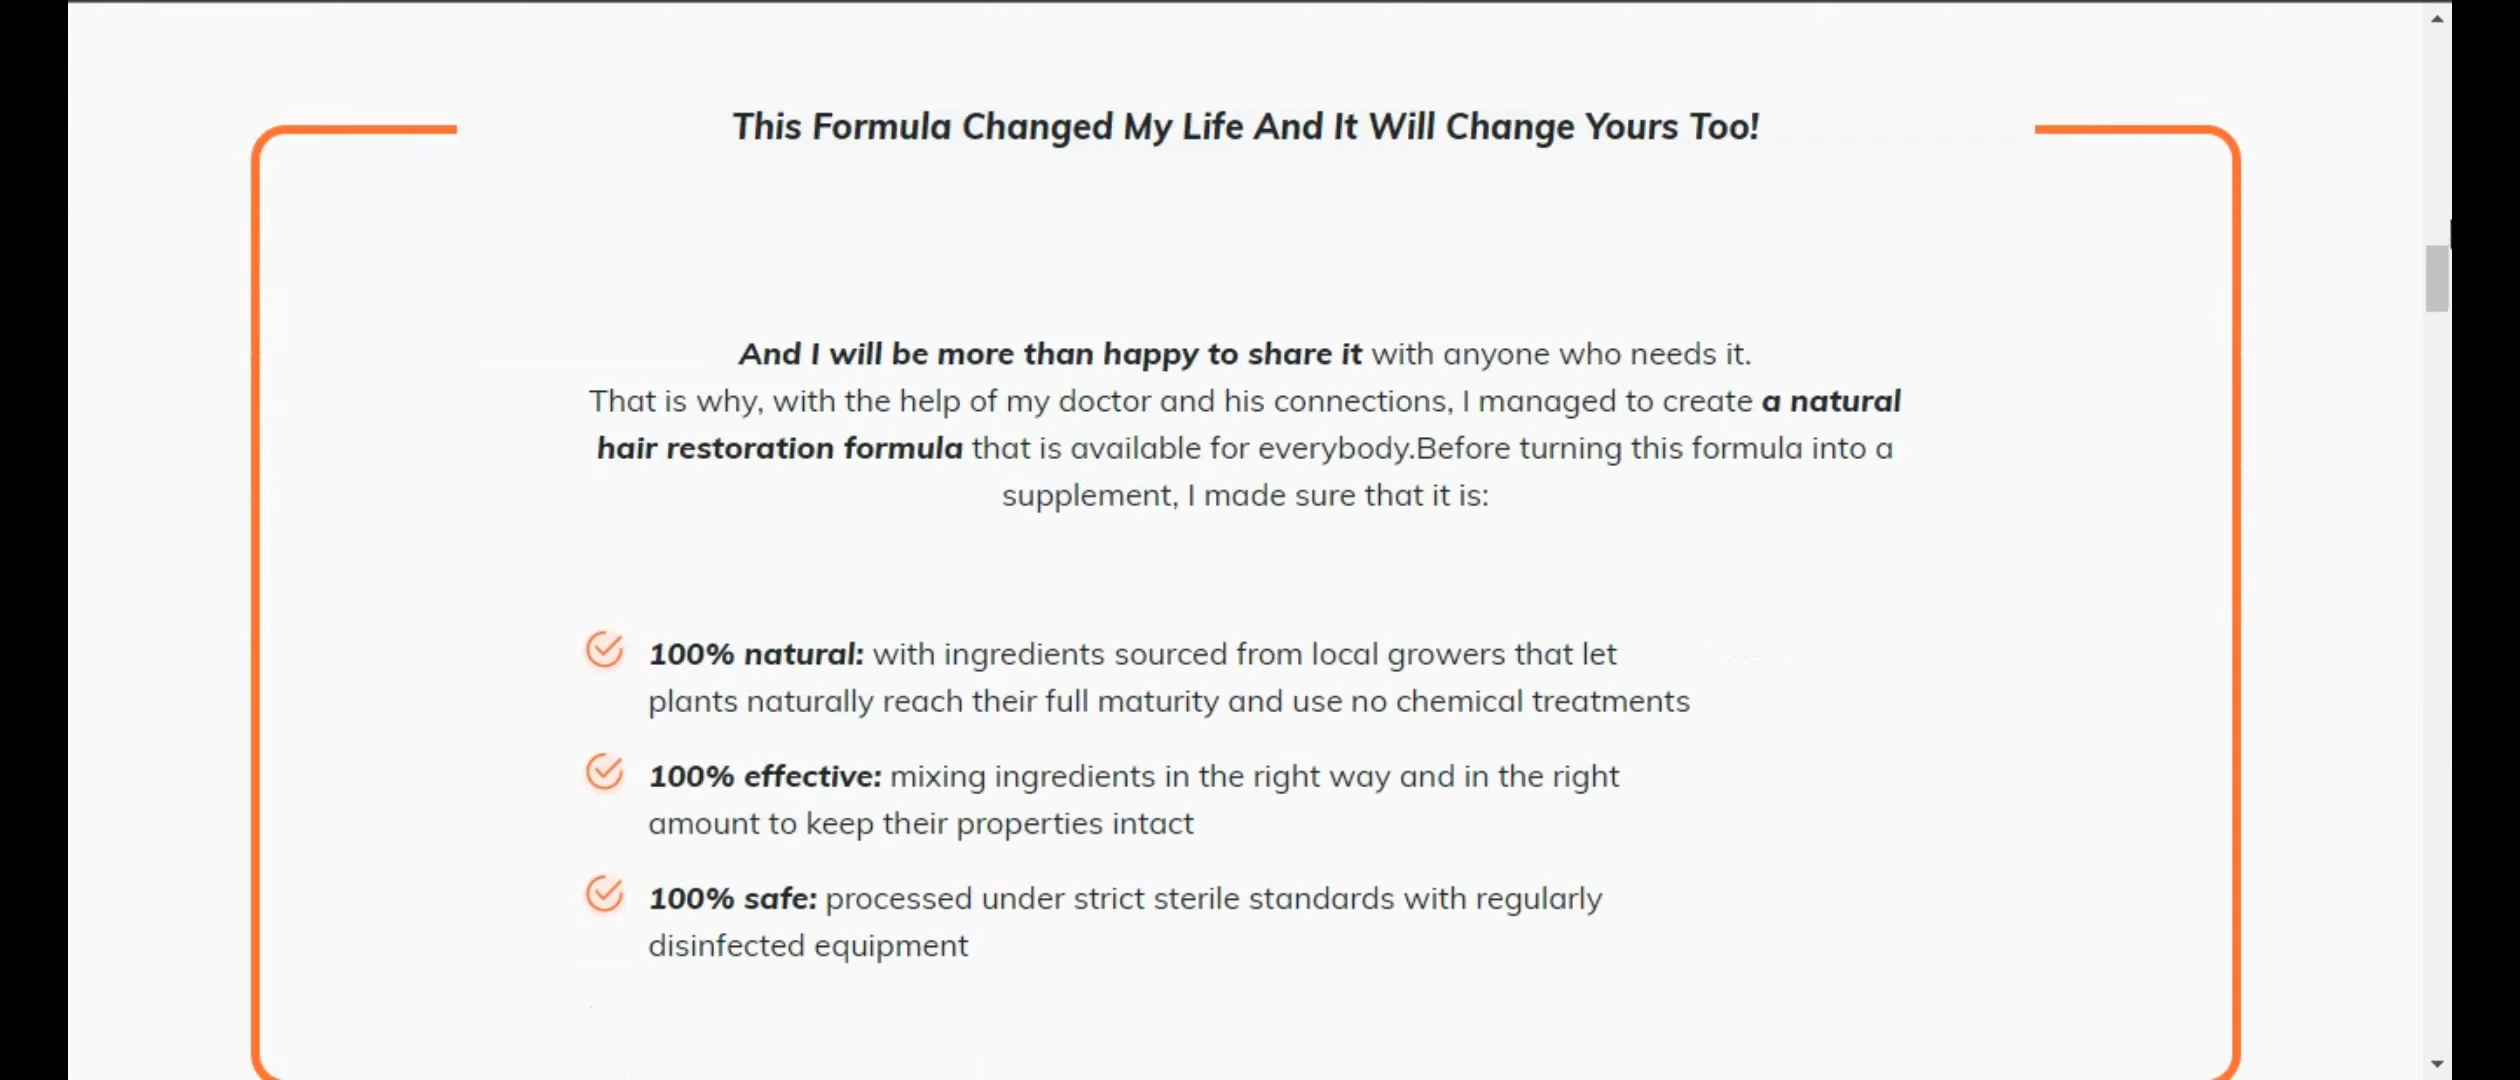 This Formula Changed My Life And It Will Change Yours Too!
And I will be more than happy to share it with anyone who needs it.
That is why, with the help of my doctor and his connections, I managed to create a natural
hair restoration formula that is available for everybody.Before turning this formula into a
supplement, I made sure that it is:
100% natural: with ingredients sourced from local growers that let
plants naturally reach their full maturity and use no chemical treatments
100% effective: mixing ingredients in the right way and in the right
amount to keep their properties intact
100% safe: processed under strict sterile standards with regularly
disinfected equipment